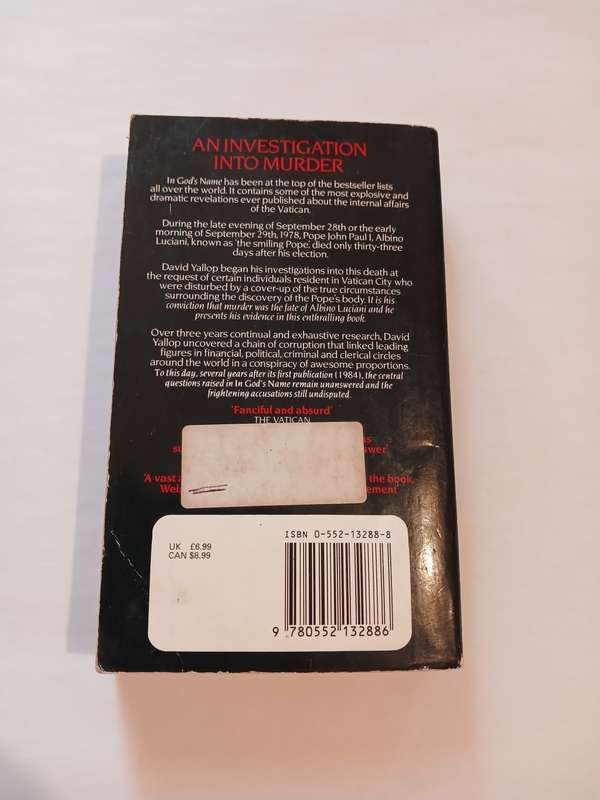 AN INVESTIGATION
INTO MURDER
In God's Name has been at the top of the bestseller lists
all over the world. It contains some of the most explosive and
dramatic revelations ever published about the internal affairs
of the Vatican.
During the late evening of September 28th or the early
morning of September 29th, 1978, Pope John Paul I, Albino
Luciani, known as 'the smiling Pope', died only thirty-three
days after his election.
David Yallop began his investigations into this death at
the request of certain individuals resident in Vatican City who
were disturbed by a cover-up of the true circumstances
surrounding the discovery of the Pope's body. It is his
conviction that murder was the fate of Albino Luciani and he
presents his evidence in this enthralling book.
Over three years continual and exhaustive research, David
Yallop uncovered a chain of corruption that linked leading
figures in financial, political, criminal and clerical circles
around the world in a conspiracy of awesome proportions.
To this day, several years after its first publication (1984), the central
questions raised in In God's Name remain unanswered and the
frightening accusations still undisputed.
'Fanciful and absurd'
THE VATICAN
'A vast the book.
ISBN 0-552-13288-8
UK £6.99
CAN $8.99
9 780552 132886